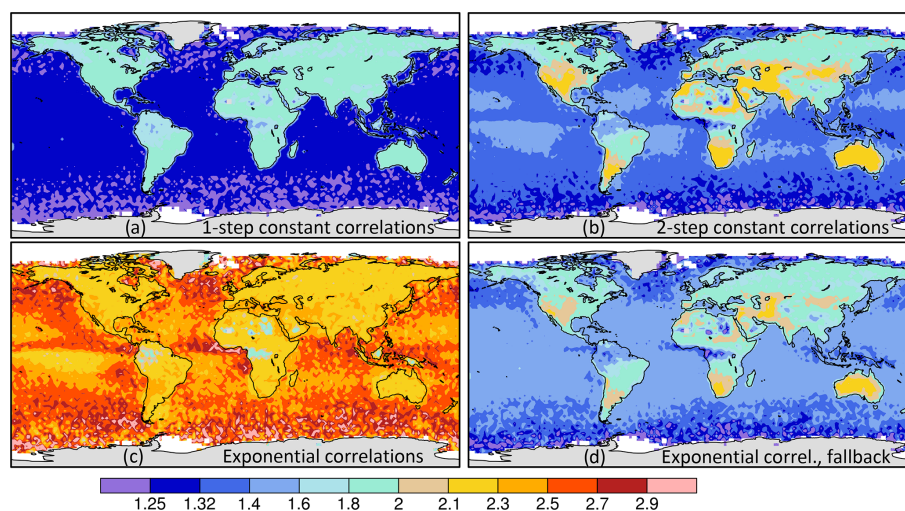 (a) 1-step constant correlations
(b) 2-step constant correlations
(c) Exponential correlations
(d) Exponential correl., fallback
1.25 1.32 1.4 1.6 1.8 2 2.1 2.3 2.5 2.7 2.9